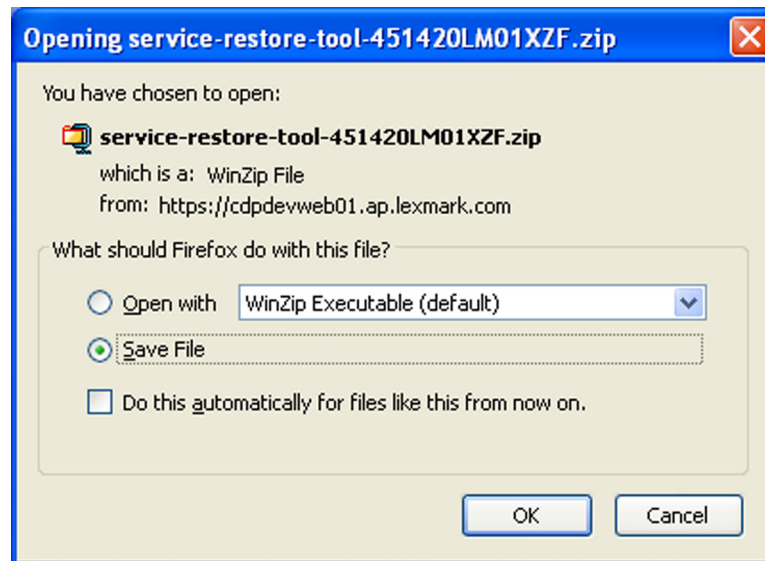 Opening service-restore-tool-451420LM01XZF.zip
You have chosen to open:
service-restore-tool-451420LM01XZF.zip
which is a: WinZip File
from: https://cdpdevweb01.ap.lexmark.com
What should Firefox do with this file?
Open with WinZip Executable (default)
Save File
Do this automatically for files like this from now on.
OK Cancel